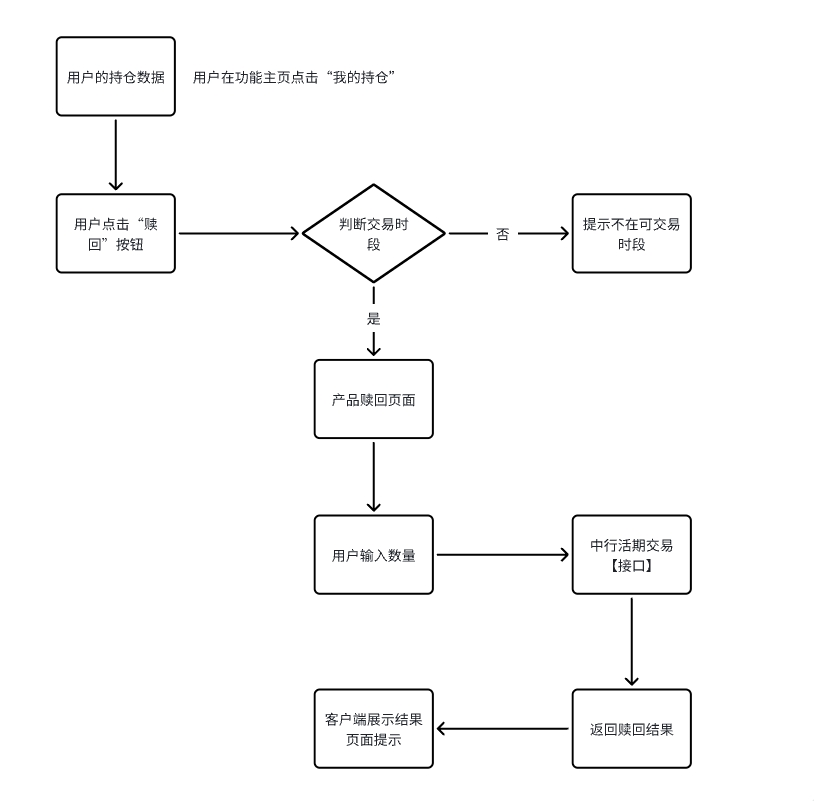 用户的持仓数据
用户在功能主页点击“我的持仓”
用户点击“赎
回”按钮
判断交易时
段
否
提示不在可交易
时段
是
产品赎回页面
用户输入数量
中行活期交易
【接口】
客户端展示结果
页面提示
返回赎回结果